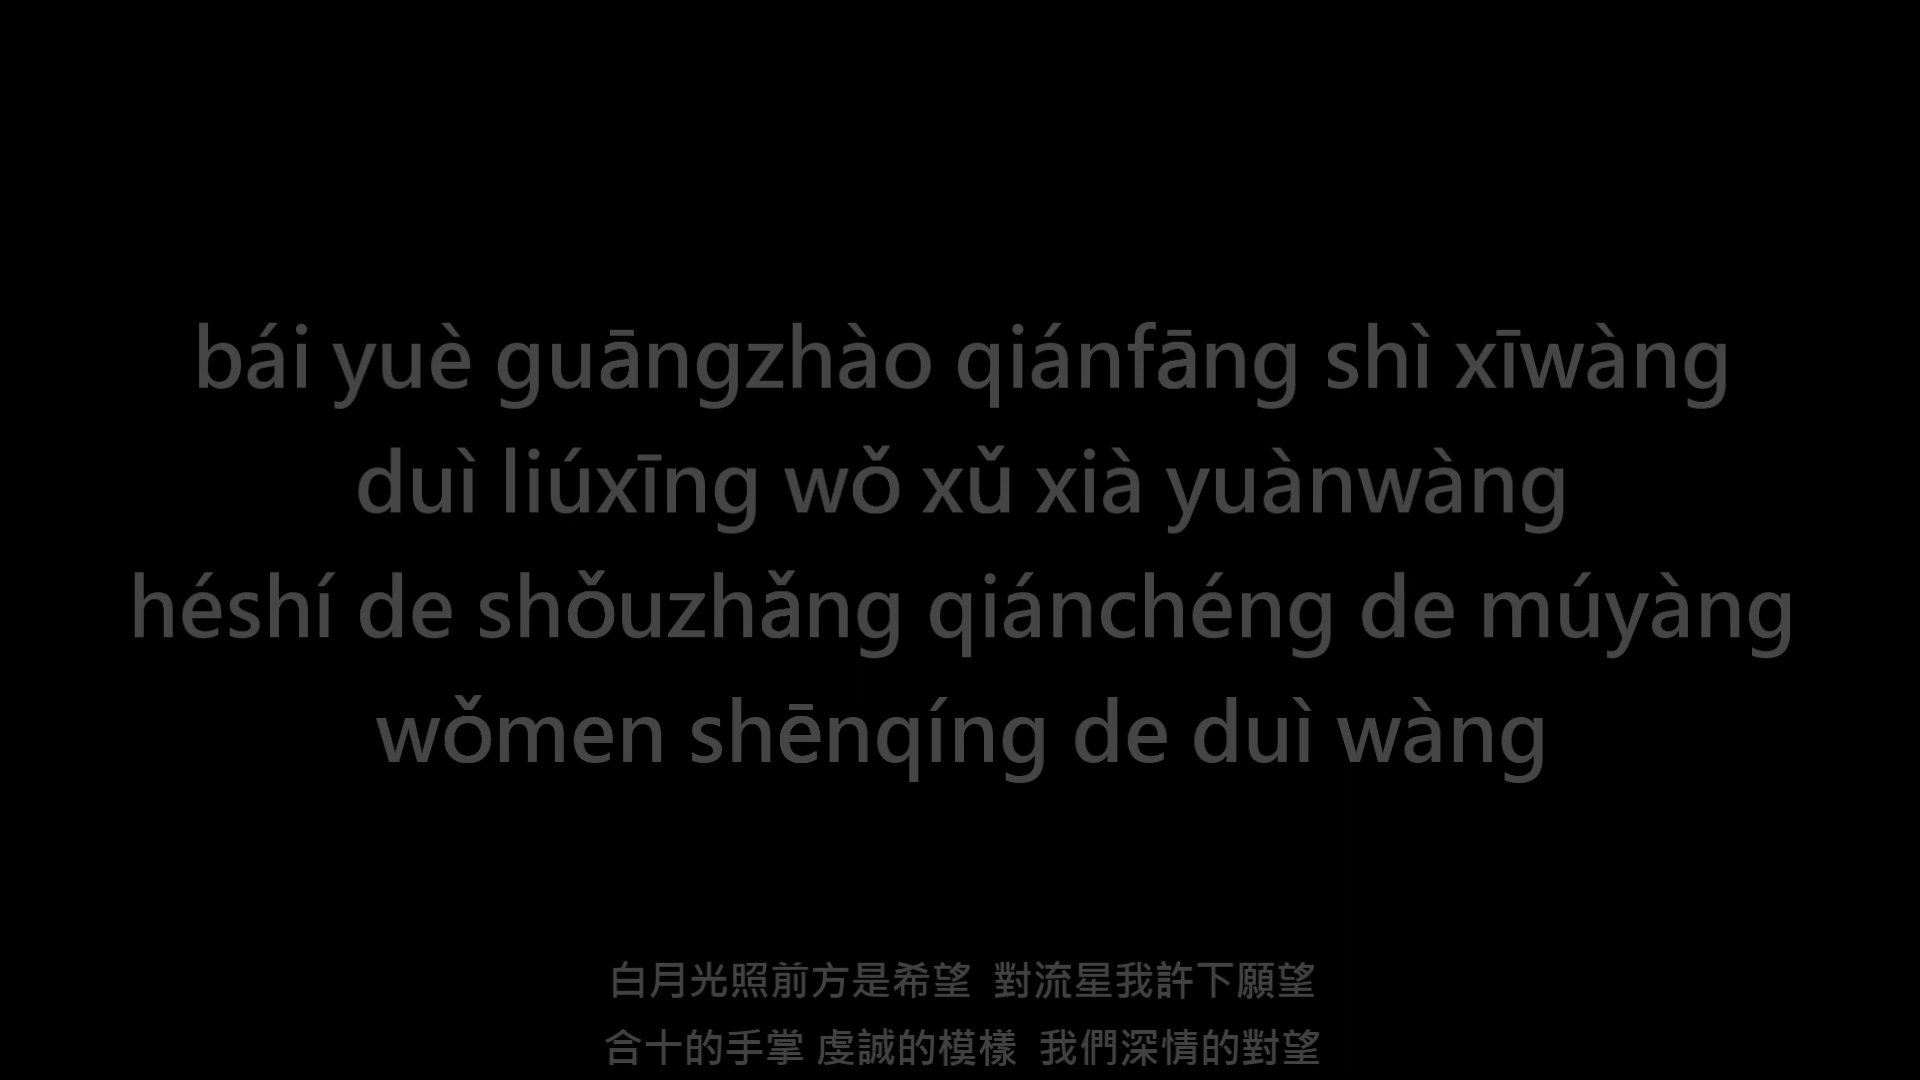 bái yuè guāngzhào qiánfāng shì xīwàng
duì liúxīng wǒ xǔ xià yuànwàng
héshí de shǒuzhǎng qiánchéng de múyàng
wǒmen shēnqíng de duì wàng
白月光照前方是希望 對流星我許下願望
合十的手掌 虔誠的模樣 我們深情的對望